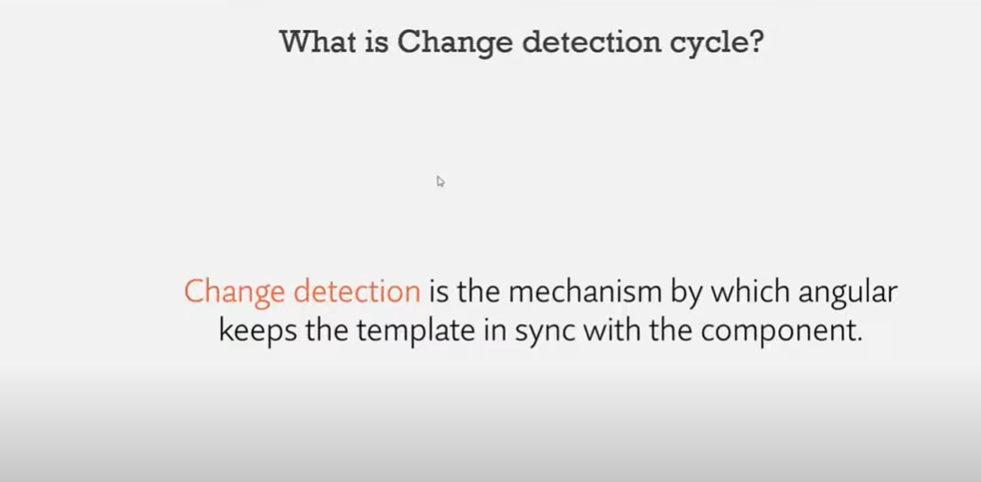 What is Change detection cycle?
Change detection is the mechanism by which angular
keeps the template in sync with the component.